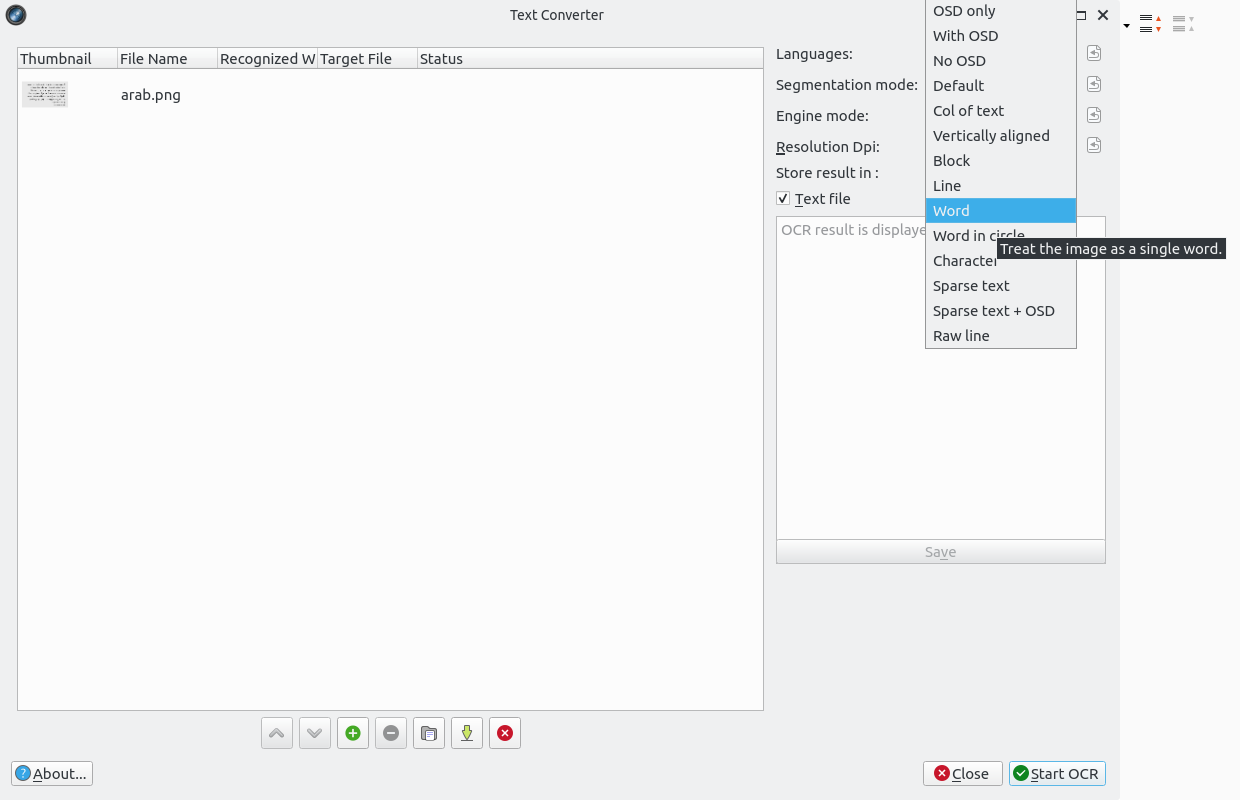 Text Converter
Thumbnail File Name Recognized W Target File Status
arab.png
Languages:
Segmentation mode:
Engine mode:
Resolution Dpi:
Store result in :
Text file
OCR result is displaye
Save
OSD only
With OSD
No OSD
Default
Col of text
Vertically aligned
Block
Line
Word
Word in circle
Treat the image as a single word.
Character
Sparse text
Sparse text + OSD
Raw line
About...
Close
Start OCR